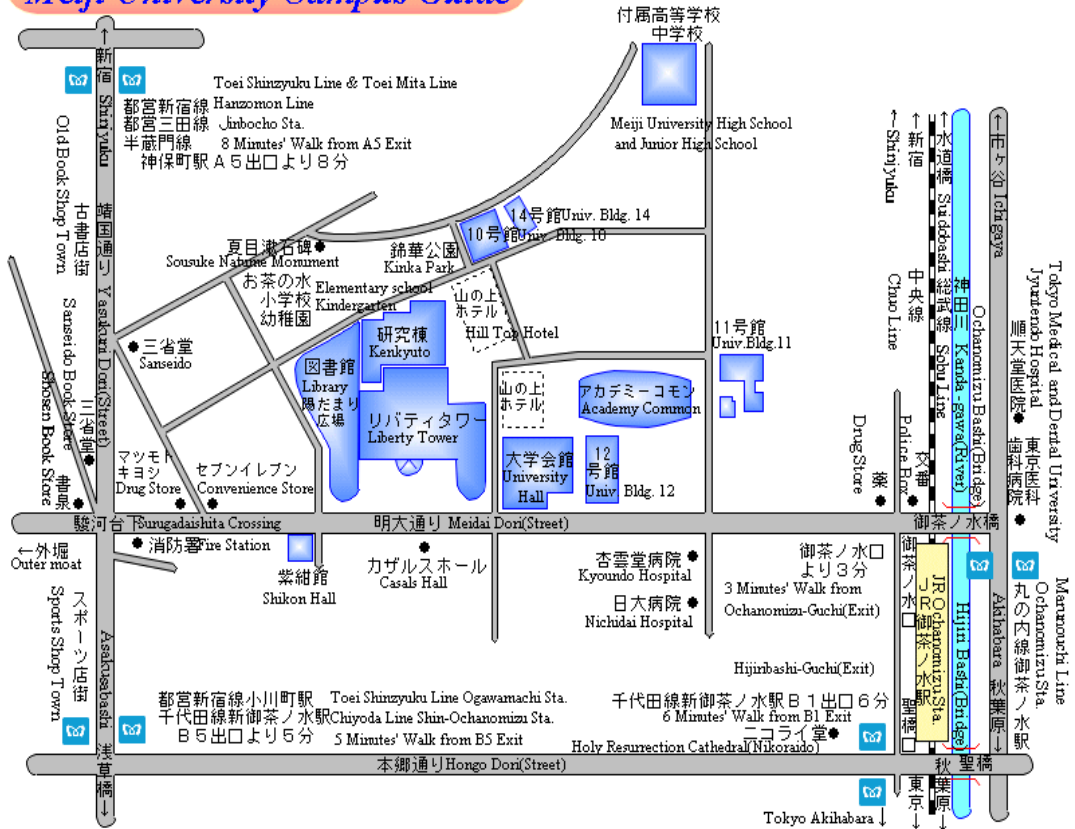 Meiji University Campus Guide
付属高等学校
中学校
Meiji University High School
and Junior High School
←新宿 Shinjyuku
Toei Shinzyuku Line & Toei Mita Line
都営新宿線 Hanzomon Line
都営三田線 Jinbocho Sta.
半蔵門線 8 Minutes' Walk from A5 Exit
神保町駅A5出口より8分
Old Book Shop Town
古書店街
靖国通り Yasukuni Dori(Street)
14号館Univ. Bldg. 14
10号館Univ. Bldg. 10
夏目漱石碑
Sousuke Natume Monument
錦華公園
Kinka Park
お茶の水
小学校
幼稚園
Elementary school
Kindergarten
山の上
ホテル
Hill Top Hotel
研究棟
Kenkyuto
図書館
Library
陽だまり
広場
リバティタワー
Liberty Tower
山の上
ホテル
11号館
Univ.Bldg.11
アカデミーコモン
Academy Common
大学会館
University
Hall
12
号館
Univ. Bldg. 12
三省堂
Sanseido
Sanseido Book Store
三省堂
Shosen Book Store
書泉
マツモト
キヨシ
Drug Store
セブンイレブン
Convenience Store
Drug Store
薬
Police Box
交番
←Shinjyuku
←新宿
←水道橋 Suidobashi
中央線
Chuo Line
総武線 Sobu Line
神田三 Kanda-gawa(River)
Ochanomizu Bashi(Bridge)
←市ヶ谷 Ichigaya
順天堂医院
Jyuntendo Hospital
Tokyo Medical and Dental University
東京医科
歯科病院
駿河台下 Surugadaishita Crossing
明大通り Meidai Dori(Street)
御茶ノ水橋
←外堀
Outer moat
消防署Fire Station
紫紺館
Shikon Hall
カザルスホール
Casals Hall
杏雲堂病院
Kyoundo Hospital
日大病院
Nichidai Hospital
御茶ノ水口
より3分
3 Minutes' Walk from
Ochanomizu-Guchi(Exit)
Hijiribashi-Guchi(Exit)
御茶ノ水口
聖橋口
JR Ochanomizu Sta.
JR御茶ノ水駅
Hijiri Bashi(Bridge)
Akihabara 秋葉原→
Marunouchi Line
Ochanomizu Sta.
丸の内線御茶ノ水駅
スポーツ店街
Sports Shop Town
Asakusabashi 浅草橋→
都営新宿線小川町駅 Toei Shinzyuku Line Ogawamachi Sta.
千代田線新御茶ノ水駅Chiyoda Line Shin-Ochanomizu Sta.
B5出口より5分 5 Minutes' Walk from B5 Exit
千代田線新御茶ノ水駅B1出口6分
6 Minutes' Walk from B1 Exit
ニコライ堂
Holy Resurrection Cathedral(Nikoraido)
本郷通りHongo Dori(Street)
聖橋
東京→
秋葉原→
Tokyo Akihabara ↓